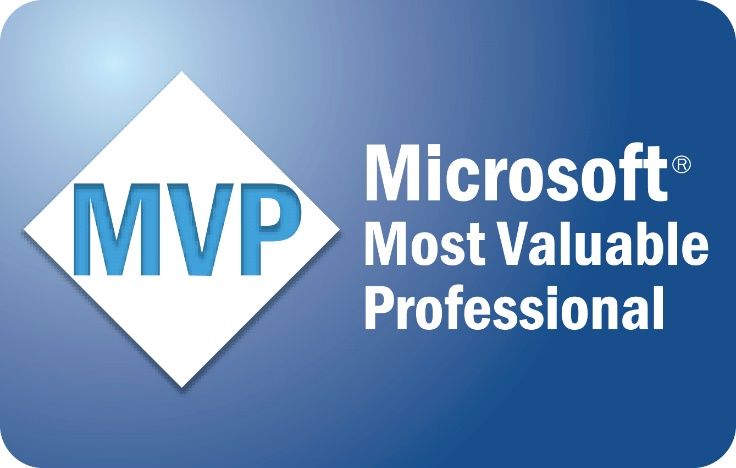 MVP
Microsoft®
Most Valuable
Professional